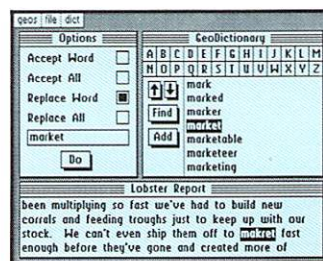 geos file dict
Options
Accept Word
Accept All
Replace Word
Replace All
market
Do
GeoDictionary
A B C D E F G H I J K L M
N O P Q R S T U V W X Y Z
Find
Add
mark
marked
marker
market
marketable
marketeer
marketing
Lobster Report
been multiplying so fast we've had to build new
corrals and feeding troughs just to keep up with our
stock. We can't even ship them off to makret fast
enough before they've gone and created more of